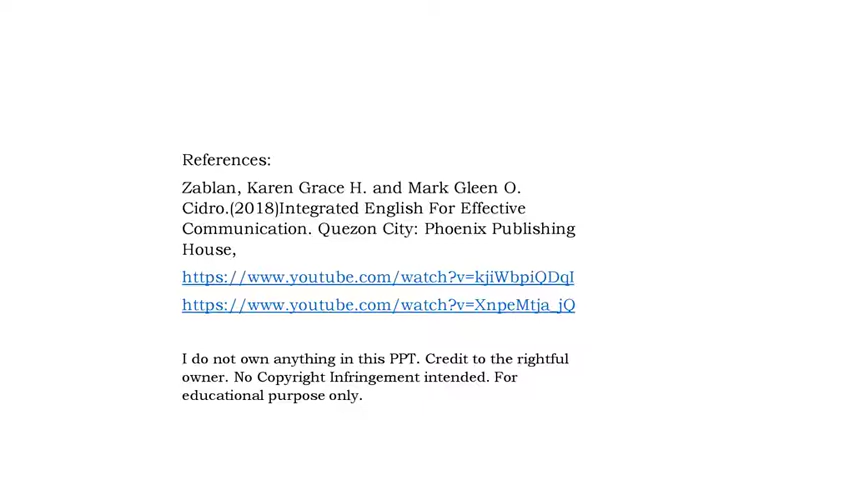 References:
Zablan, Karen Grace H. and Mark Gleen O.
Cidro.(2018)Integrated English For Effective
Communication. Quezon City: Phoenix Publishing
House,
https://www.youtube.com/watch?v=kjiWbpiQDqI
https://www.youtube.com/watch?v=XnpeMtja_jQ
I do not own anything in this PPT. Credit to the rightful
owner. No Copyright Infringement intended. For
educational purpose only.